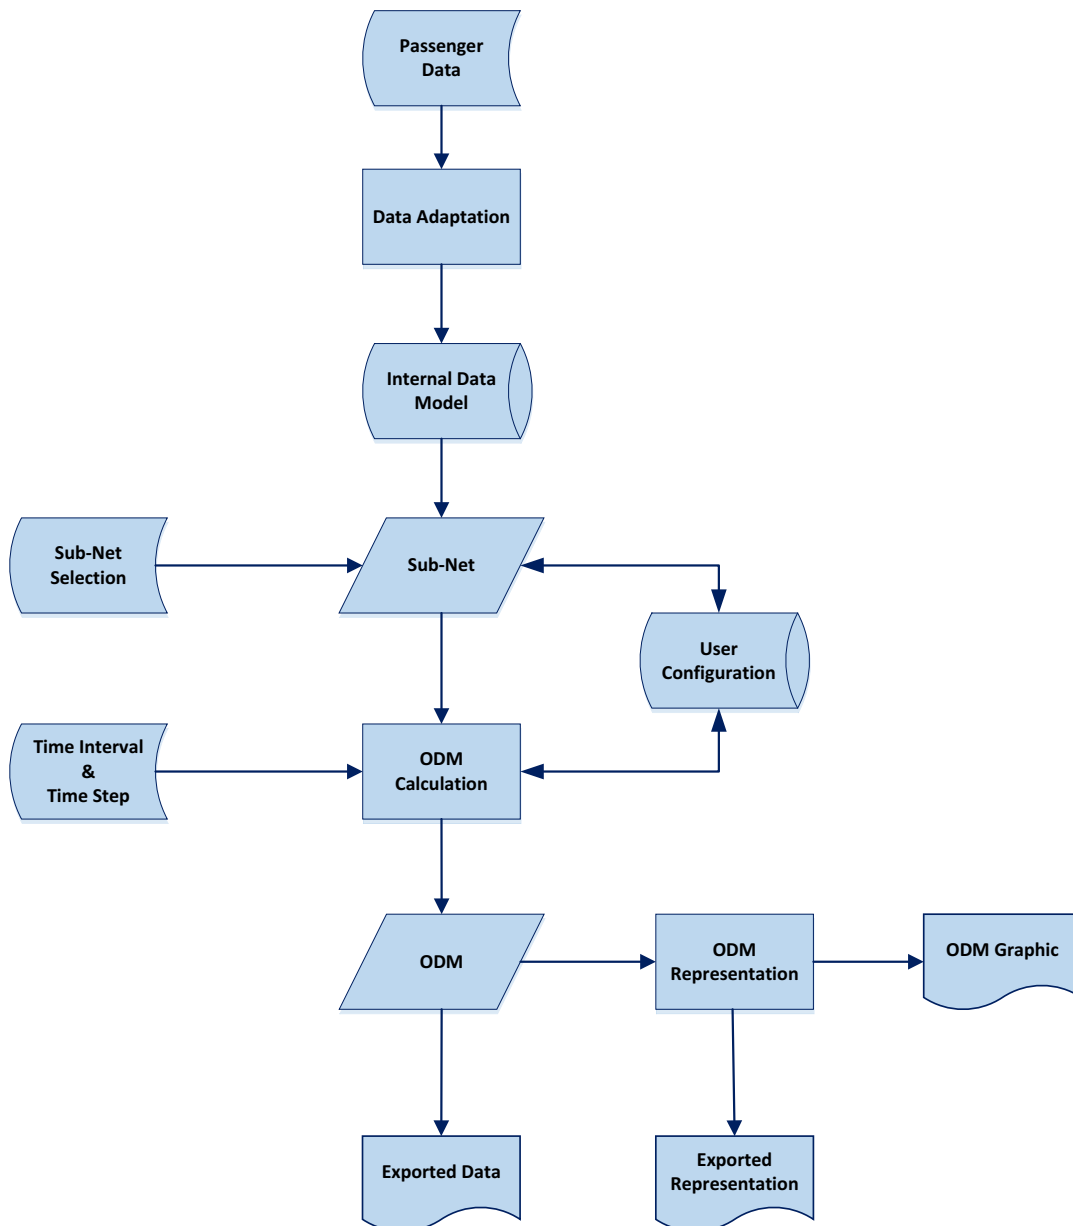 Passenger
Data
Data Adaptation
Internal Data
Model
Sub-Net
Selection
Sub-Net
User
Configuration
Time Interval
&
Time Step
ODM
Calculation
ODM
ODM
Representation
ODM Graphic
Exported Data
Exported
Representation